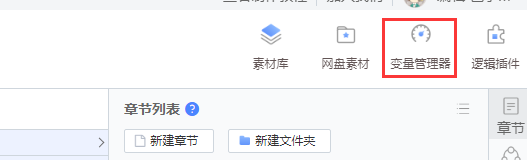 素材库
网盘素材
变量管理器
逻辑插件
章节列表 ?
新建章节
新建文件夹
章节